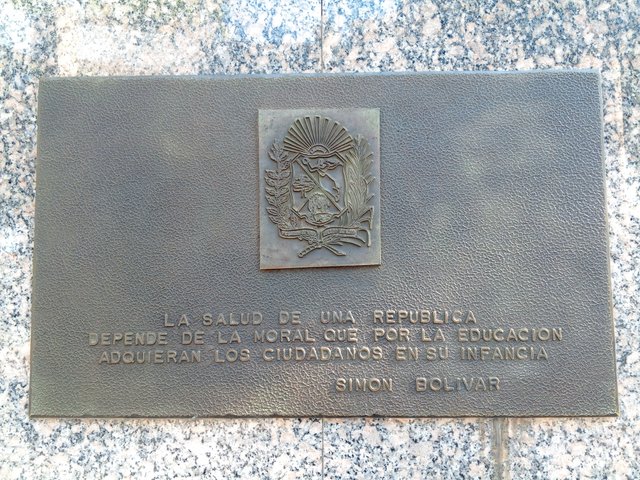 LA SALUD DE UNA REPUBLICA
DEPENDE DE LA MORAL QUE POR LA EDUCACION
ADQUIERAN LOS CIUDADANOS EN SU INFANCIA
SIMON BOLIVAR